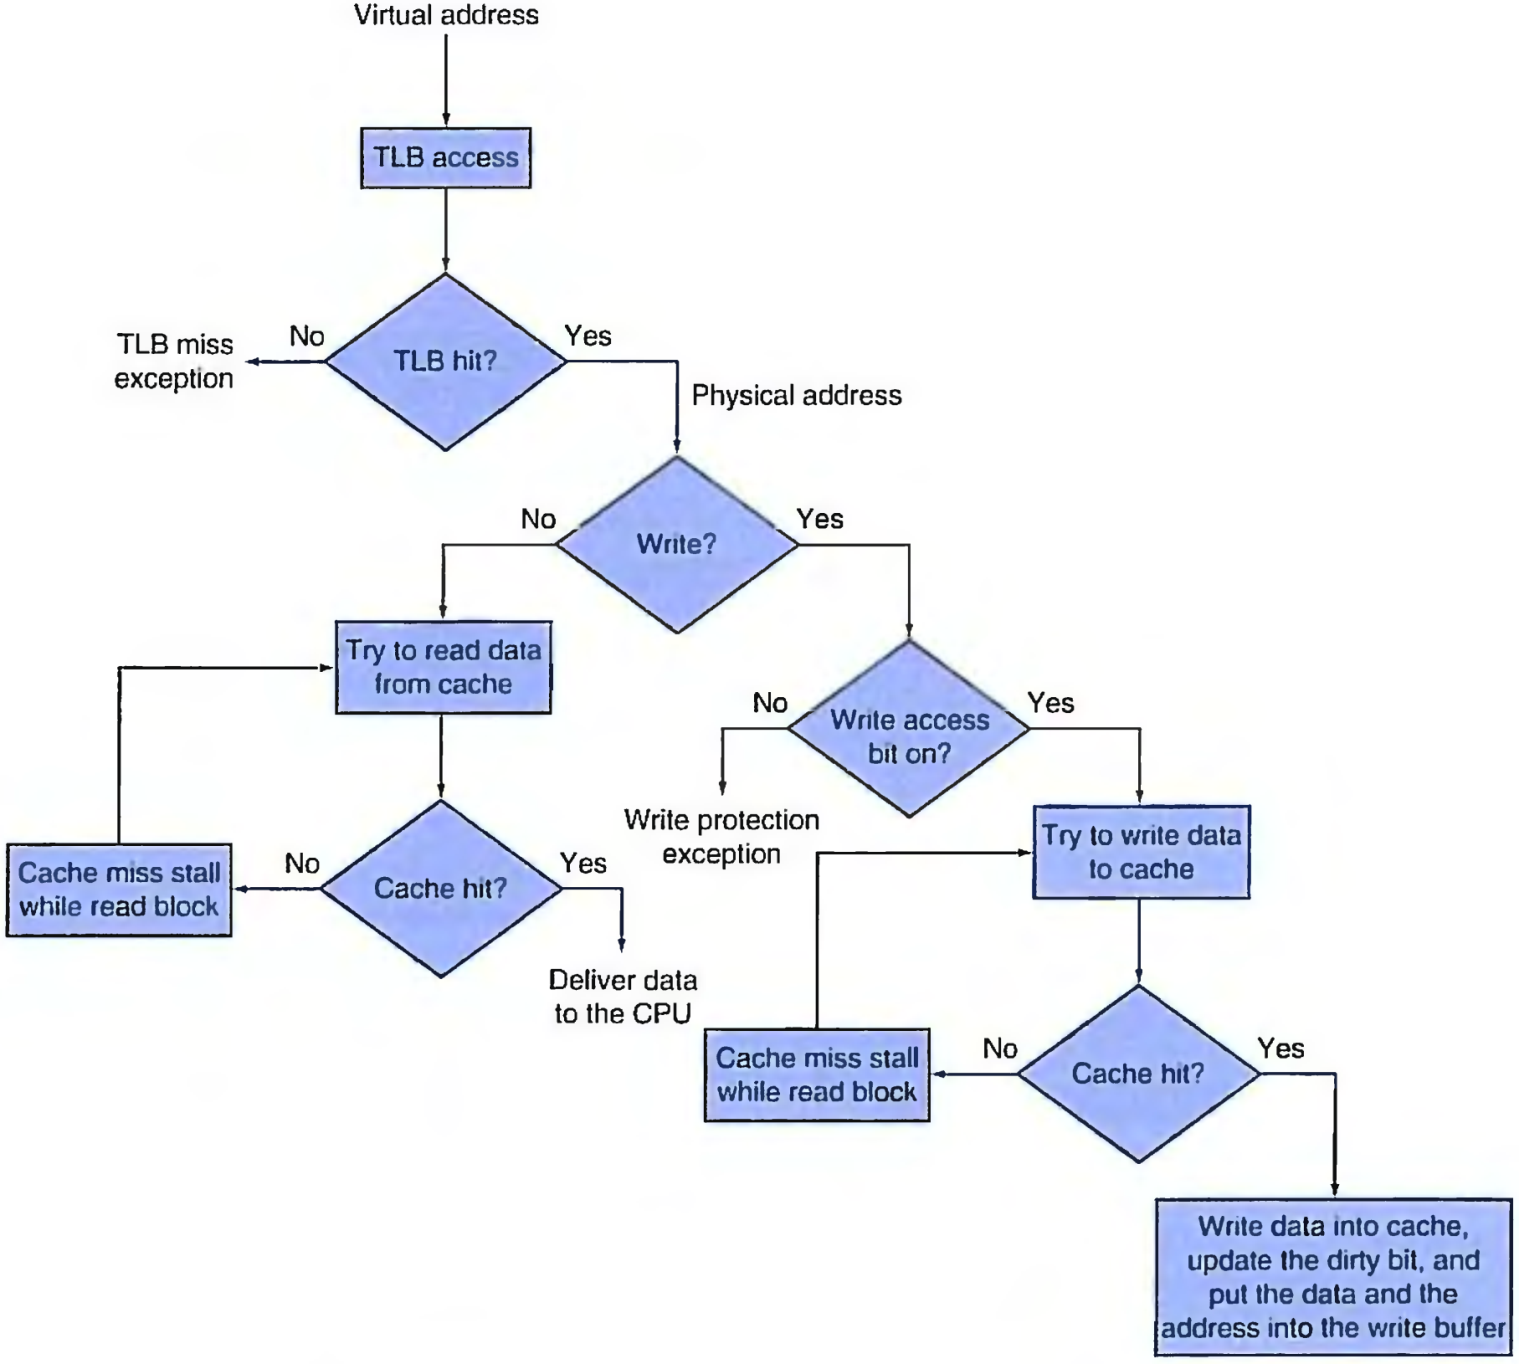 Virtual address
TLB access
TLB hit?
No
Yes
TLB miss
exception
Physical address
Write?
No
Yes
Try to read data
from cache
Write access
bit on?
No
Yes
Write protection
exception
Try to write data
to cache
Cache hit?
No
Yes
Cache miss stall
while read block
Deliver data
to the CPU
Cache hit?
No
Yes
Cache miss stall
while read block
Write data into cache,
update the dirty bit, and
put the data and the
address into the write buffer